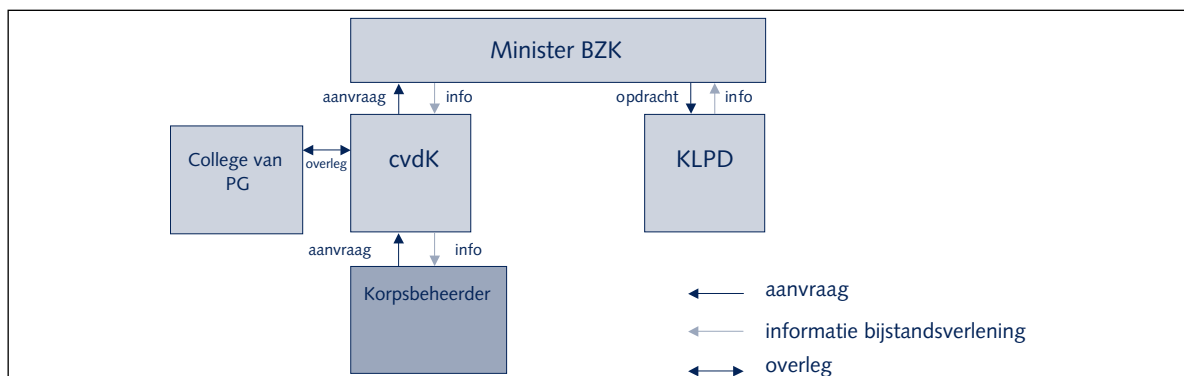 Minister BZK
aanvraag
info
opdracht
info
College van
PG
overleg
cvdK
KLPD
aanvraag
info
Korpsbeheerder
aanvraag
informatie bijstandsverlening
overleg